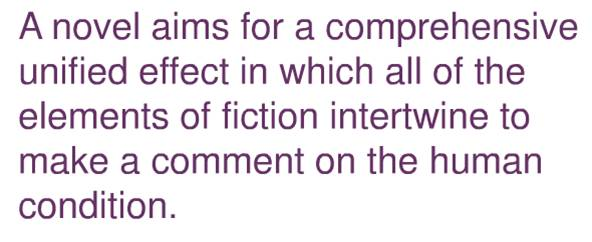 A novel aims for a comprehensive
unified effect in which all of the
elements of fiction intertwine to
make a comment on the human
condition.